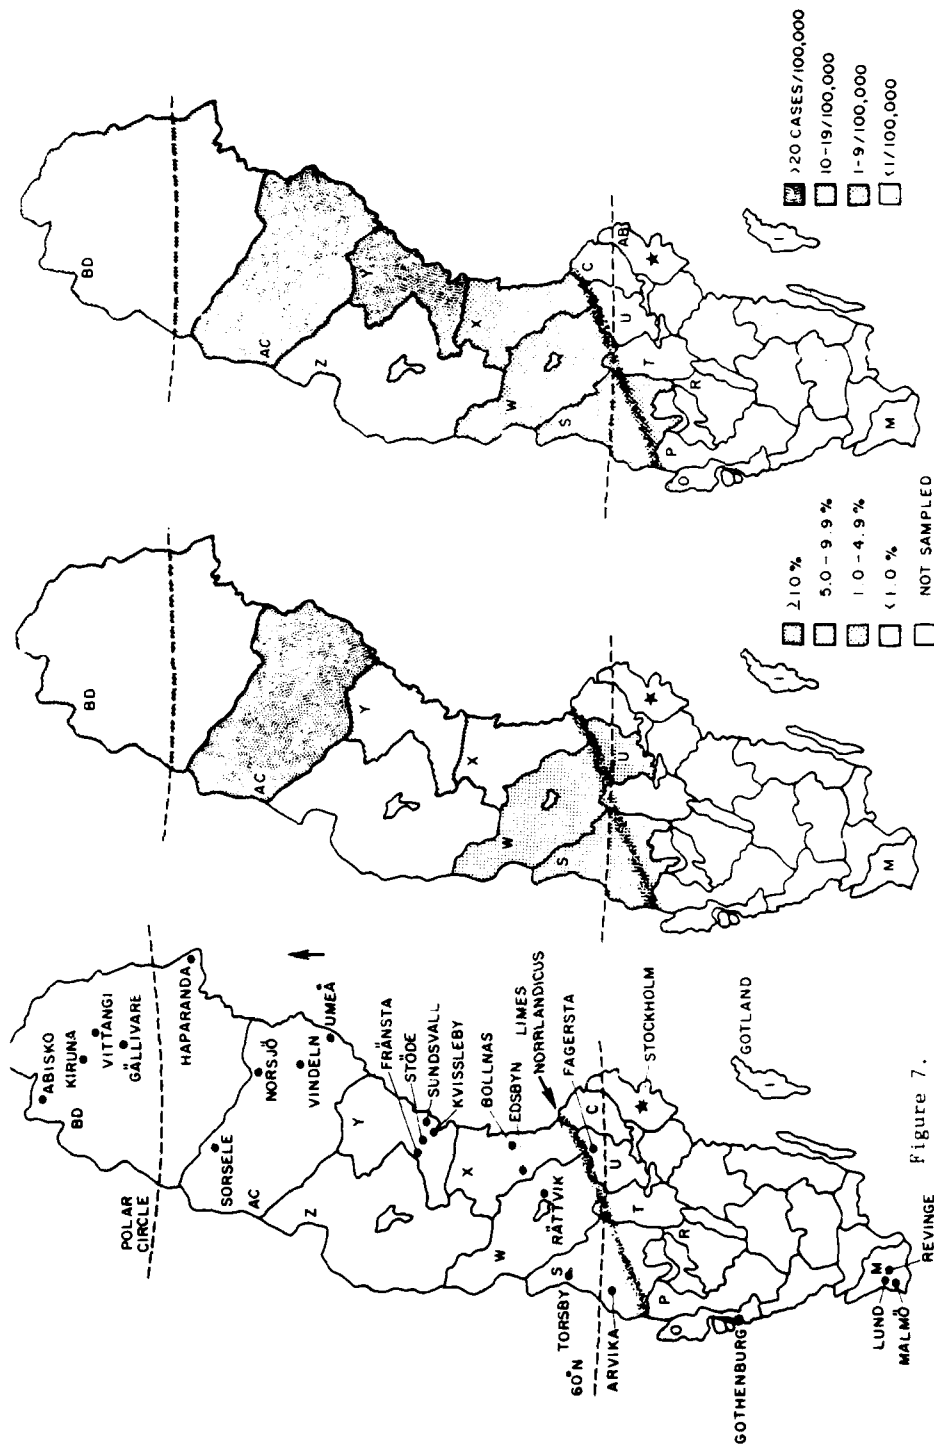 ABISKO
KIRUNA
VITTANGI
GÄLLIVARE
BD
POLAR
CIRCLE
HAPARANDA
SORSELE
NORSJÖ
VINDELN
UMEÅ
AC
Z
Y
FRÄNSTA
STÖDE
SUNDSVALL
KVISSLEBY
X
BOLLNAS
EDSBYN
LIMES
NORRLANDICUS
W
RÄTTVIK
FAGERSTA
S
TORSBY
60°N
ARVIKA
C
U
T
R
P
O
STOCKHOLM
GOTLAND
I
GOTHENBURG
M
LUND
MALMÖ
REVINGE
Figure 7.
BD
AC
Y
X
W
S
U
I
M
≥10%
5.0-9.9%
1.0-4.9%
<1.0%
NOT SAMPLED
BD
AC
Z
Y
X
W
S
C
AB
U
T
R
P
O
I
M
>20 CASES/100,000
10-19/100,000
1-9/100,000
<1/100,000